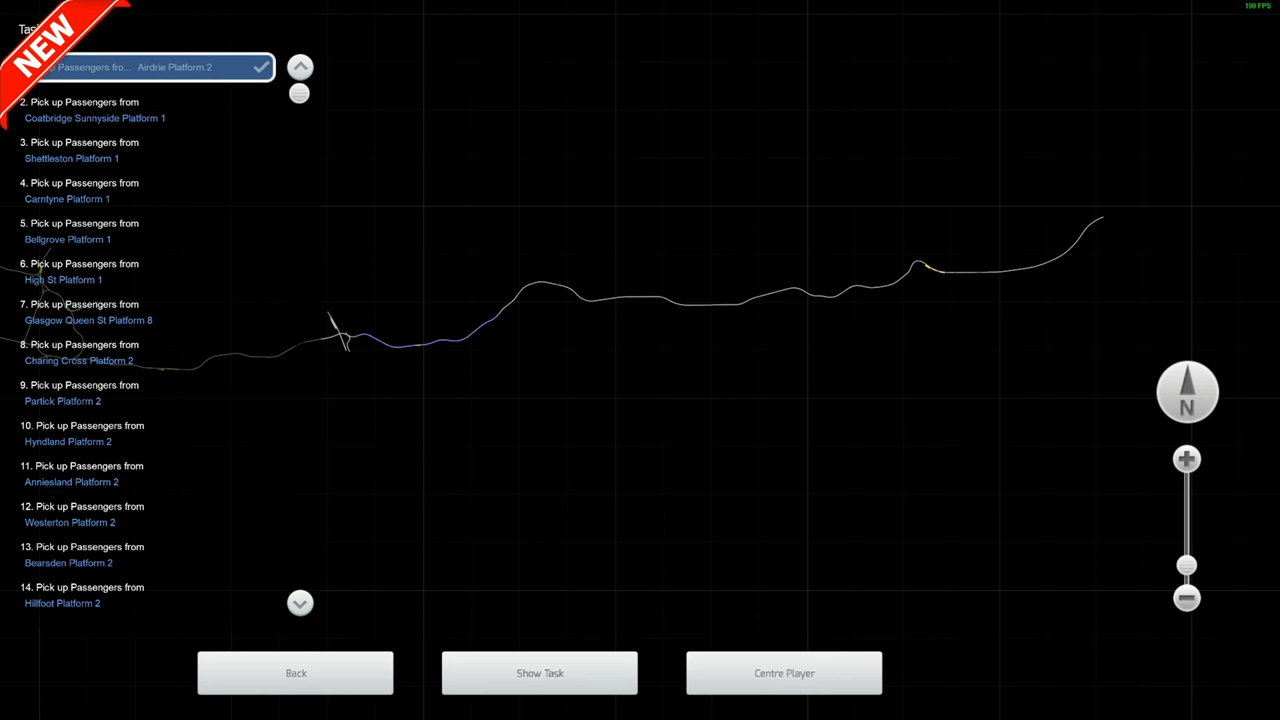 199 FPS
Tas
NEW
up Passengers fro... Airdrie Platform 2
2. Pick up Passengers from
Coatbridge Sunnyside Platform 1
3. Pick up Passengers from
Shettleston Platform 1
4. Pick up Passengers from
Carntyne Platform 1
5. Pick up Passengers from
Bellgrove Platform 1
6. Pick up Passengers from
High St Platform 1
7. Pick up Passengers from
Glasgow Queen St Platform 8
8. Pick up Passengers from
Charing Cross Platform 2
9. Pick up Passengers from
Partick Platform 2
10. Pick up Passengers from
Hyndland Platform 2
11. Pick up Passengers from
Anniesland Platform 2
12. Pick up Passengers from
Westerton Platform 2
13. Pick up Passengers from
Bearsden Platform 2
14. Pick up Passengers from
Hillfoot Platform 2
N
Back
Show Task
Centre Player